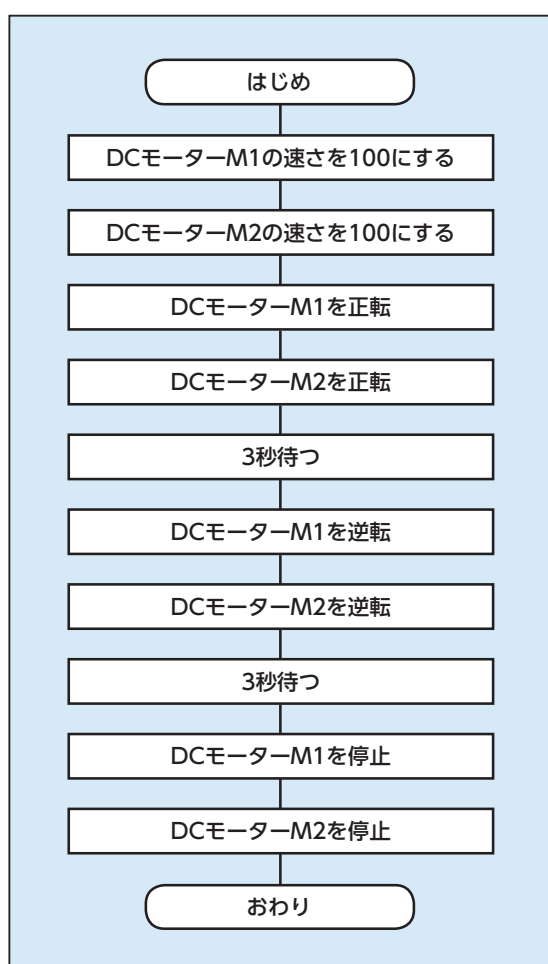 はじめ
DCモーターM1の速さを100にする
DCモーターM2の速さを100にする
DCモーターM1を正転
DCモーターM2を正転
3秒待つ
DCモーターM1を逆転
DCモーターM2を逆転
3秒待つ
DCモーターM1を停止
DCモーターM2を停止
おわり